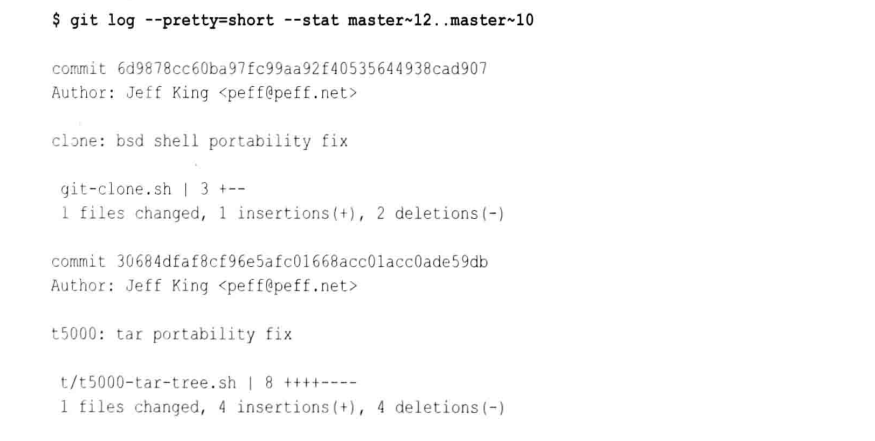 $ git log --pretty=short --stat master~12..master~10
commit 6d9878cc60ba97fc99aa92f40535644938cad907
Author: Jeff King <peff@peff.net>
clone: bsd shell portability fix
git-clone.sh | 3 +--
1 files changed, 1 insertions(+), 2 deletions(-)
commit 30684dfaf8cf96e5afc01668acc01acc0ade59db
Author: Jeff King <peff@peff.net>
t5000: tar portability fix
t/t5000-tar-tree.sh | 8 ++++----
1 files changed, 4 insertions(+), 4 deletions(-)